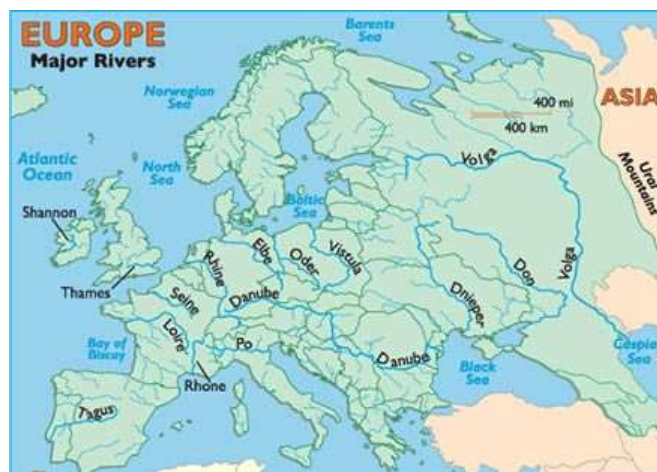 EUROPE
Major Rivers
Barents
Sea
400 mi
400 km
ASIA
Norwegian
Sea
Atlantic
Ocean
North
Sea
Baltic
Sea
Volga
Ural
Mountains
Shannon
Thames
Rhine
Elbe
Oder
Vistula
Volga
Don
Dnieper
Seine
Danube
Loire
Bay of
Biscay
Po
Rhone
Danube
Black
Sea
Caspian
Sea
Tagus